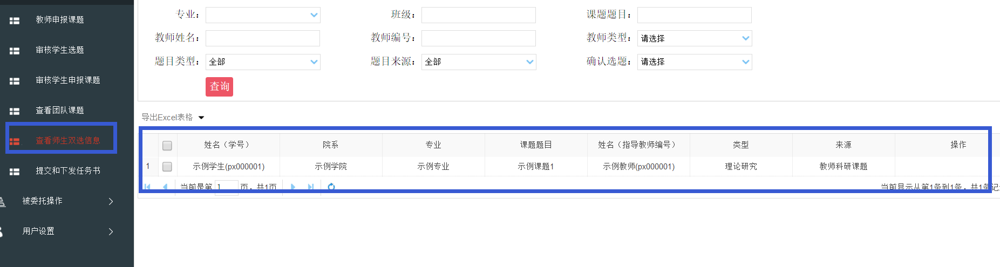 教师申报课题
审核学生选题
审核学生申报课题
查看团队课题
查看师生双选信息
提交和下发任务书
被委托操作
用户设置
专业： 班级： 课题题目：
教师姓名： 教师编号： 教师类型： 请选择
题目类型： 全部 题目来源： 全部 确认选题： 请选择
查询
导出Excel表格
姓名（学号） 院系 专业 课题题目 姓名（指导教师编号） 类型 来源 操作
1 示例学生(px000001) 示例学院 示例专业 示例课题1 示例教师(px000001) 理论研究 教师科研课题
当前是第 1 页，共1页 当前显示从第1条到1条，共1条记